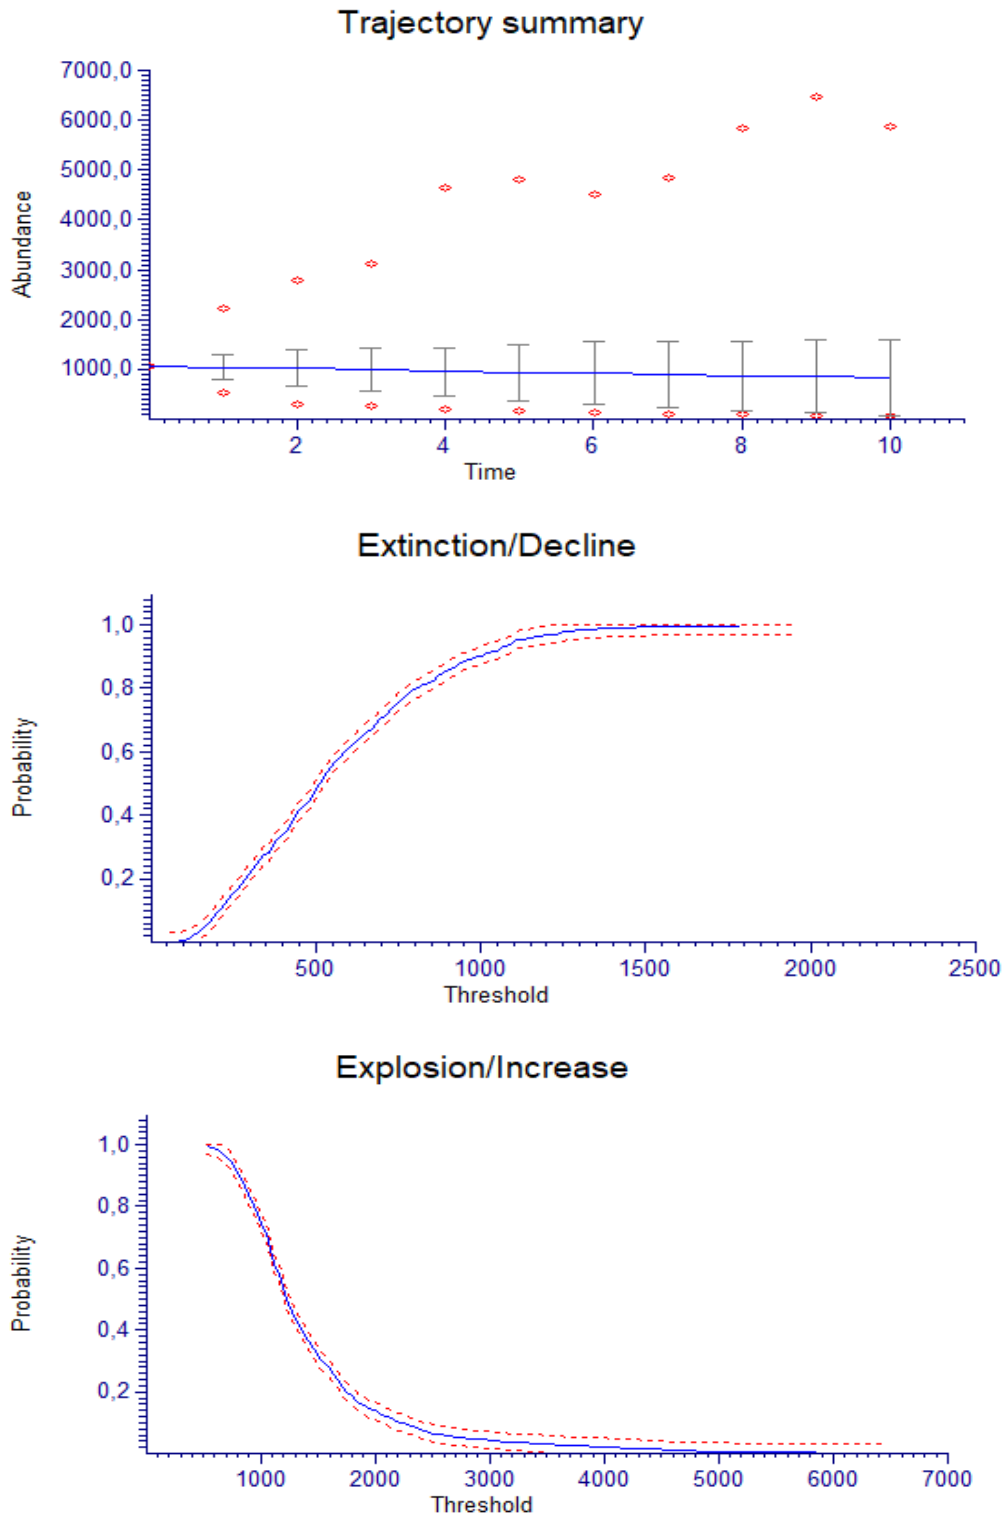 Trajectory summary
7000,0
6000,0
5000,0
4000,0
3000,0
2000,0
1000,0
Abundance
2 4 6 8 10
Time
Extinction/Decline
1,0
0,8
0,6
0,4
0,2
Probability
500 1000 1500 2000 2500
Threshold
Explosion/Increase
1,0
0,8
0,6
0,4
0,2
Probability
1000 2000 3000 4000 5000 6000 7000
Threshold